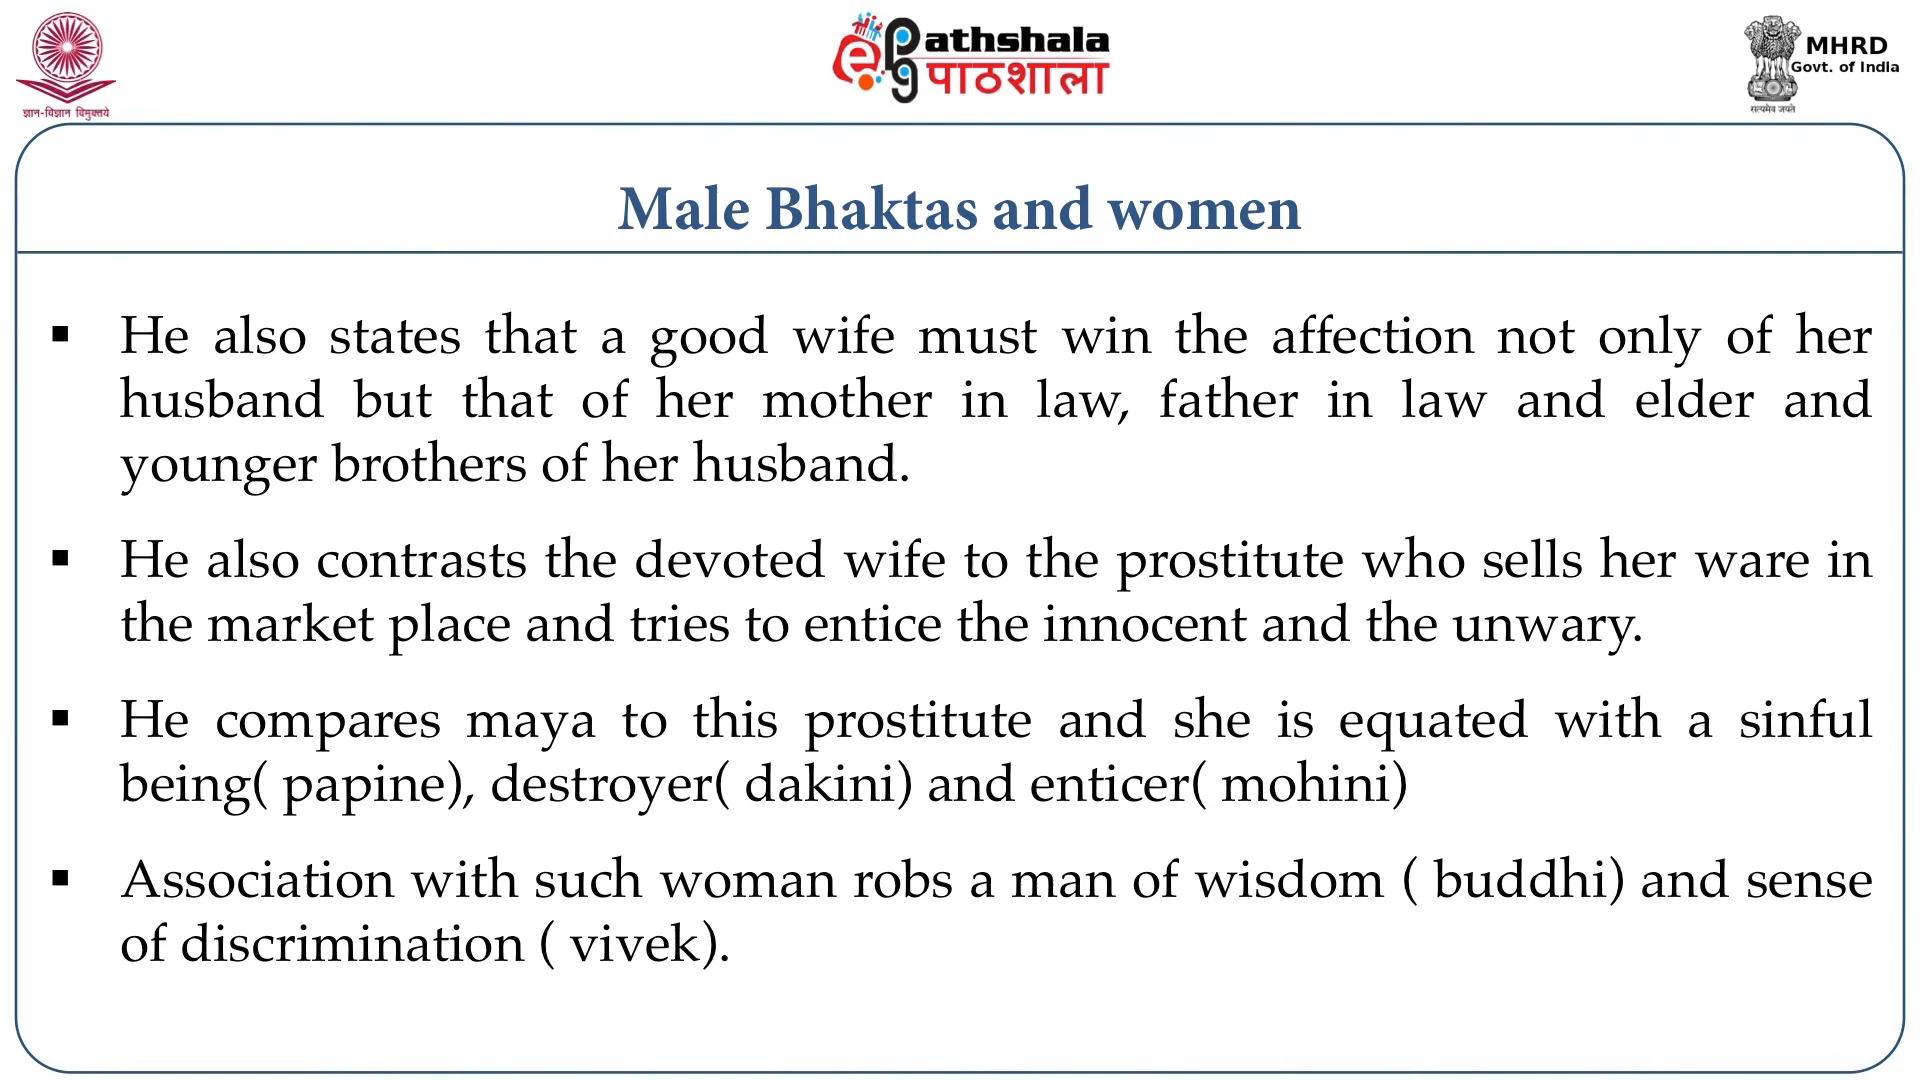 ज्ञान-विज्ञान विमुक्तये
ePathshala
पाठशाला
MHRD
Govt. of India
सत्यमेव जयते
Male Bhaktas and women
▪ He also states that a good wife must win the affection not only of her
husband but that of her mother in law, father in law and elder and
younger brothers of her husband.
▪ He also contrasts the devoted wife to the prostitute who sells her ware in
the market place and tries to entice the innocent and the unwary.
▪ He compares maya to this prostitute and she is equated with a sinful
being( papine), destroyer( dakini) and enticer( mohini)
▪ Association with such woman robs a man of wisdom ( buddhi) and sense
of discrimination ( vivek).